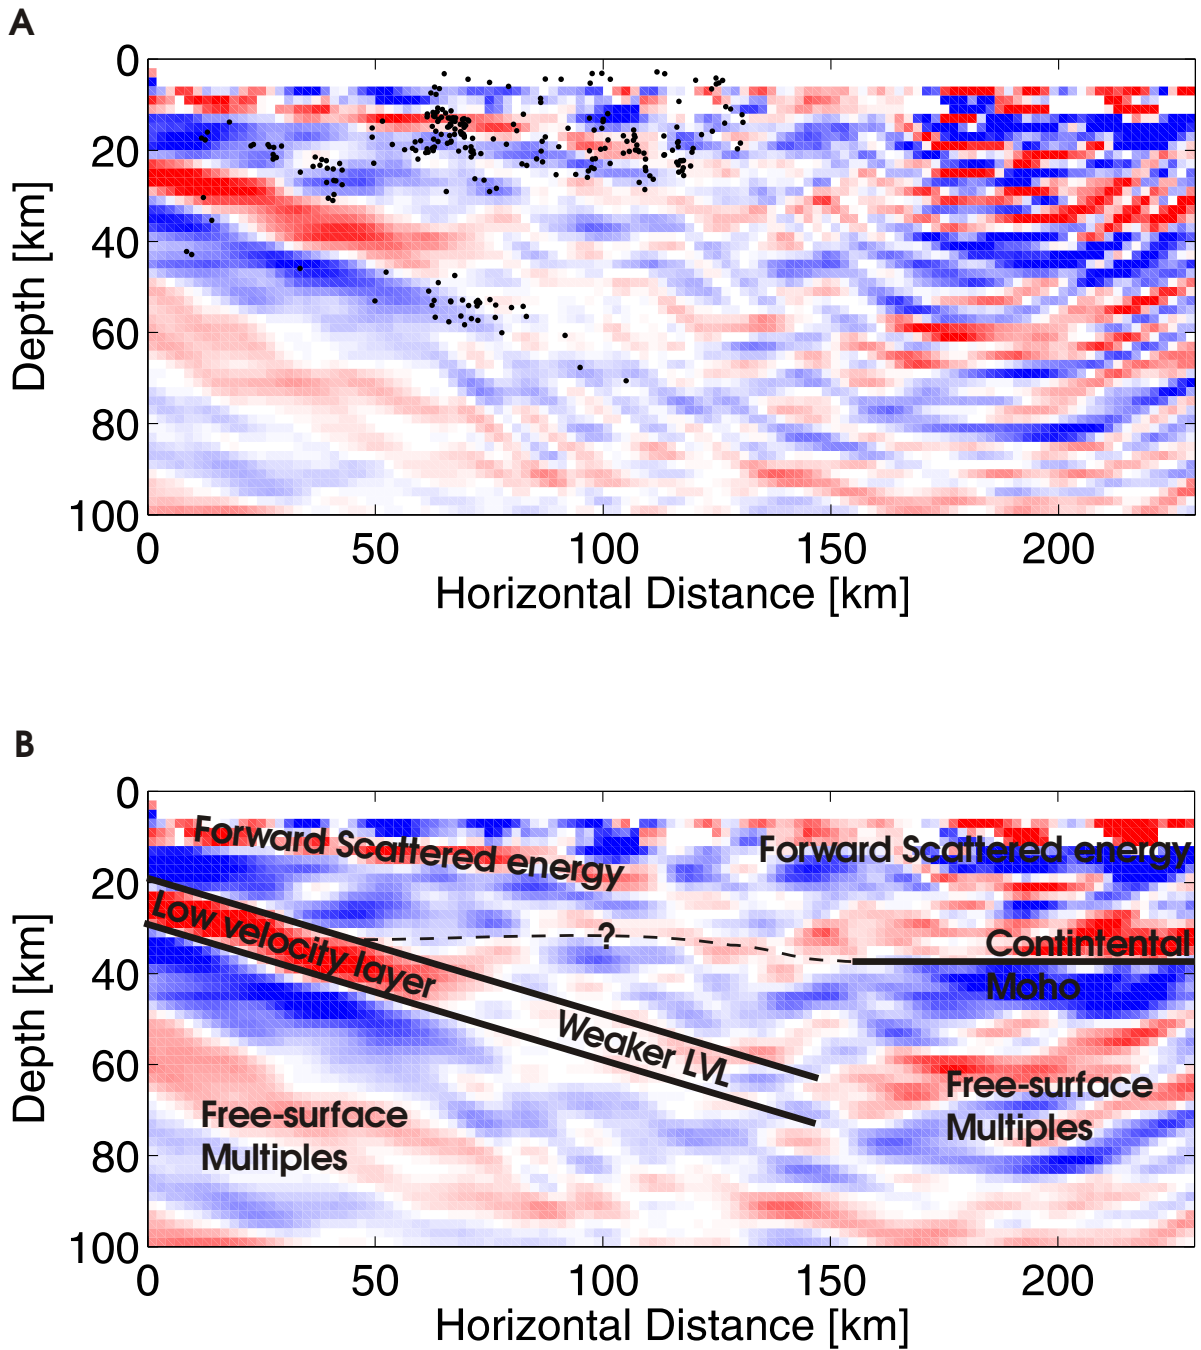 A
0
20
40
60
80
100
Depth [km]
0 50 100 150 200
Horizontal Distance [km]
B
0
20
40
60
80
100
Depth [km]
Forward Scattered energy
Forward Scattered energy
Low velocity layer
?
Contintental
Moho
Weaker LVL
Free-surface
Multiples
Free-surface
Multiples
0 50 100 150 200
Horizontal Distance [km]